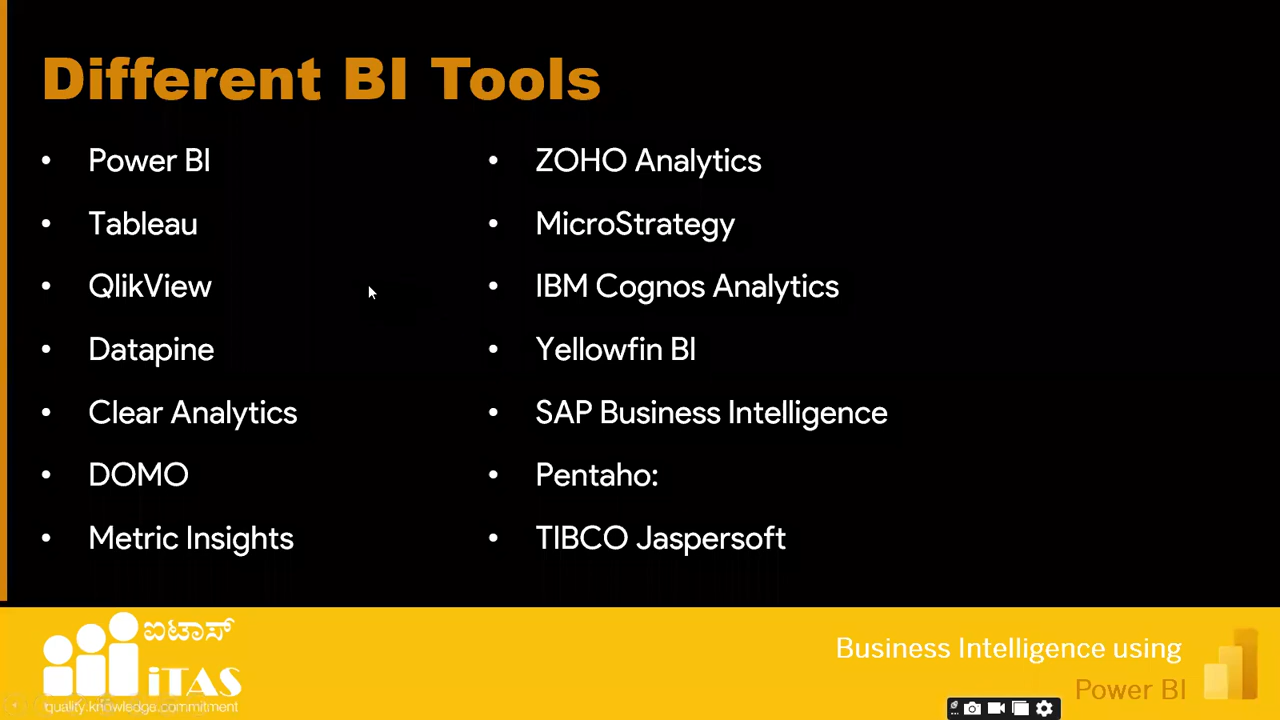 Different BI Tools
• Power BI
• Tableau
• QlikView
• Datapine
• Clear Analytics
• DOMO
• Metric Insights
• ZOHO Analytics
• MicroStrategy
• IBM Cognos Analytics
• Yellowfin BI
• SAP Business Intelligence
• Pentaho:
• TIBCO Jaspersoft
ಐಟಾಸ್
iTAS
quality.knowledge.commitment
Business Intelligence using
Power BI